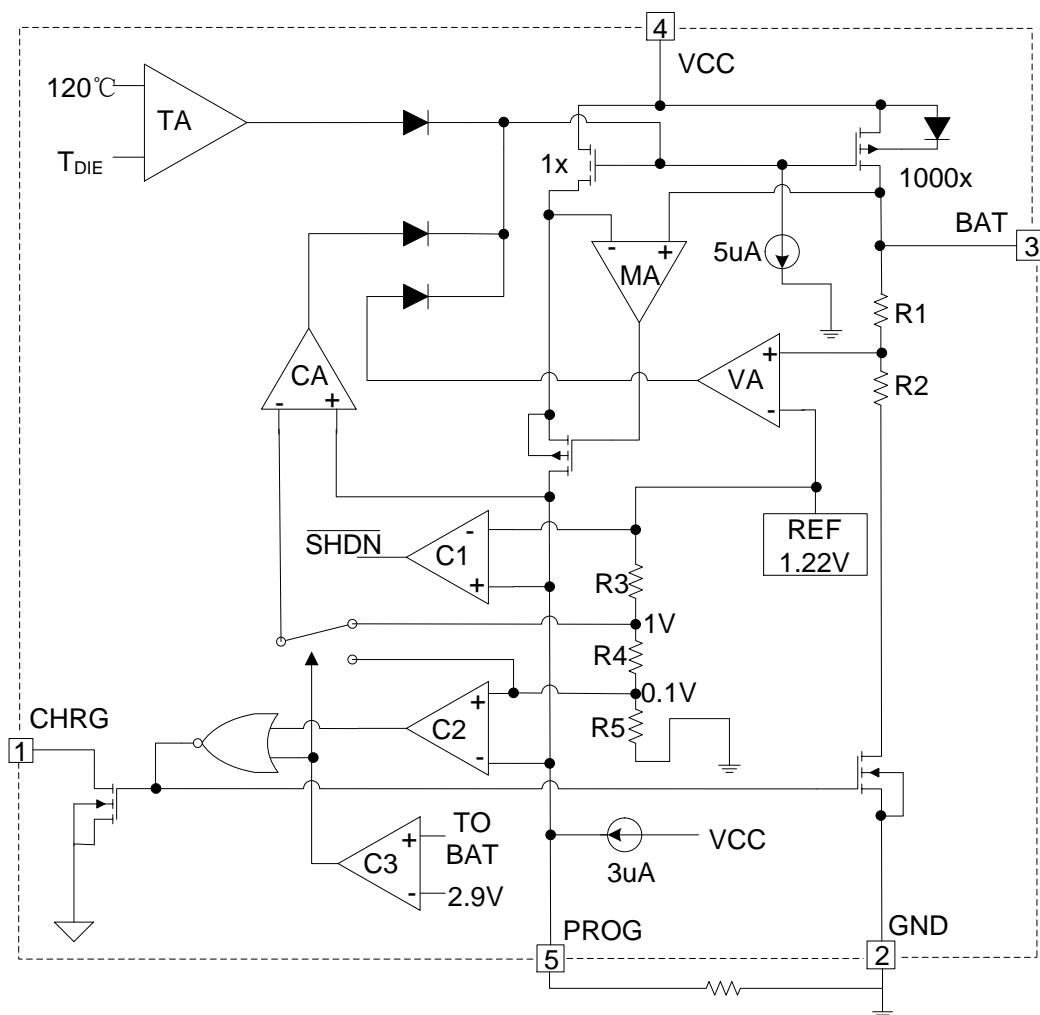 4
VCC
120℃
TA
TDIE
1x
1000x
BAT
3
- +
MA
5uA
R1
CA
- +
+
VA
-
R2
SHDN
-
C1
+
REF
1.22V
R3
1V
R4
0.1V
CHRG
1
+
C2
-
R5
TO
BAT
+
C3
-
2.9V
VCC
3uA
PROG
5
GND
2